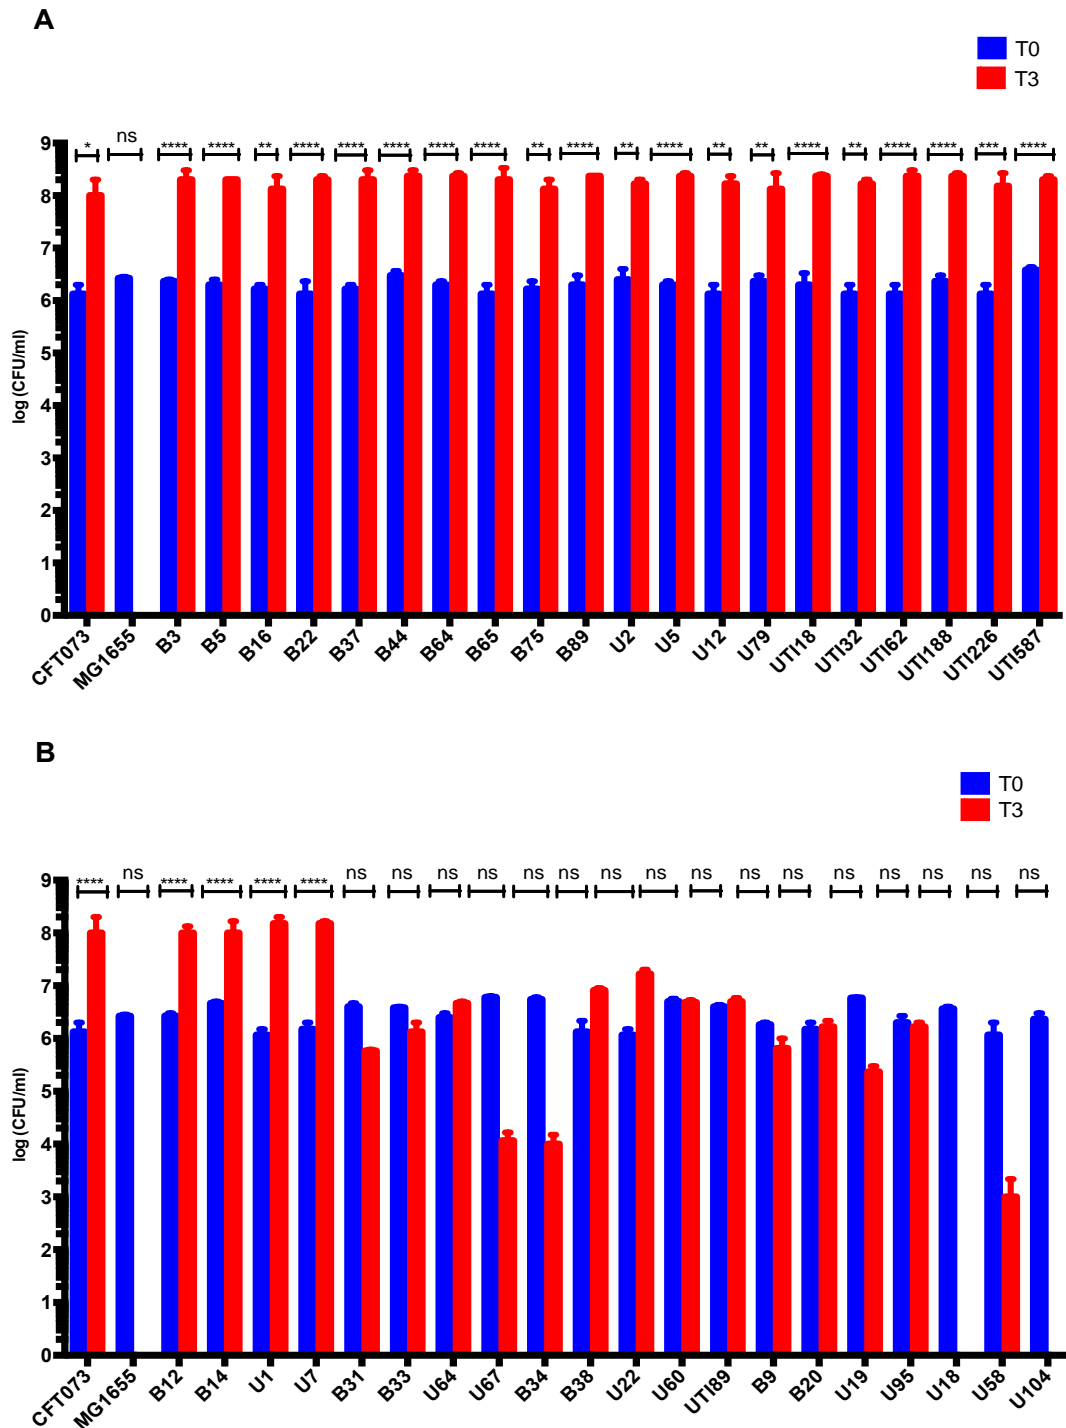 A
T0
T3
* ns **** **** ** **** **** **** **** **** ** **** ** **** ** ** **** ** **** **** *** ****
9
8
7
6
5
4
3
2
1
0
log (CFU/ml)
CFT073 MG1655 B3 B5 B16 B22 B37 B44 B64 B65 B75 B89 U2 U5 U12 U79 UTI18 UTI32 UTI62 UTI188 UTI226 UTI587
B
T0
T3
**** ns **** **** **** **** ns ns ns ns ns ns ns ns ns ns ns ns ns ns ns ns
9
8
7
6
5
4
3
2
1
0
log (CFU/ml)
CFT073 MG1655 B12 B14 U1 U7 B31 B33 U64 U67 B34 B38 U22 U60 UTI89 B9 B20 U19 U95 U18 U58 U104